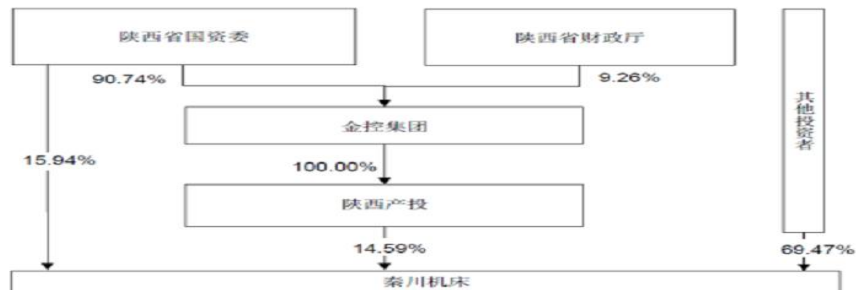 陕西省国资委
陕西省财政厅
90.74%
9.26%
其他投资者
金控集团
15.94%
100.00%
陕西产投
14.59%
69.47%
秦川机床